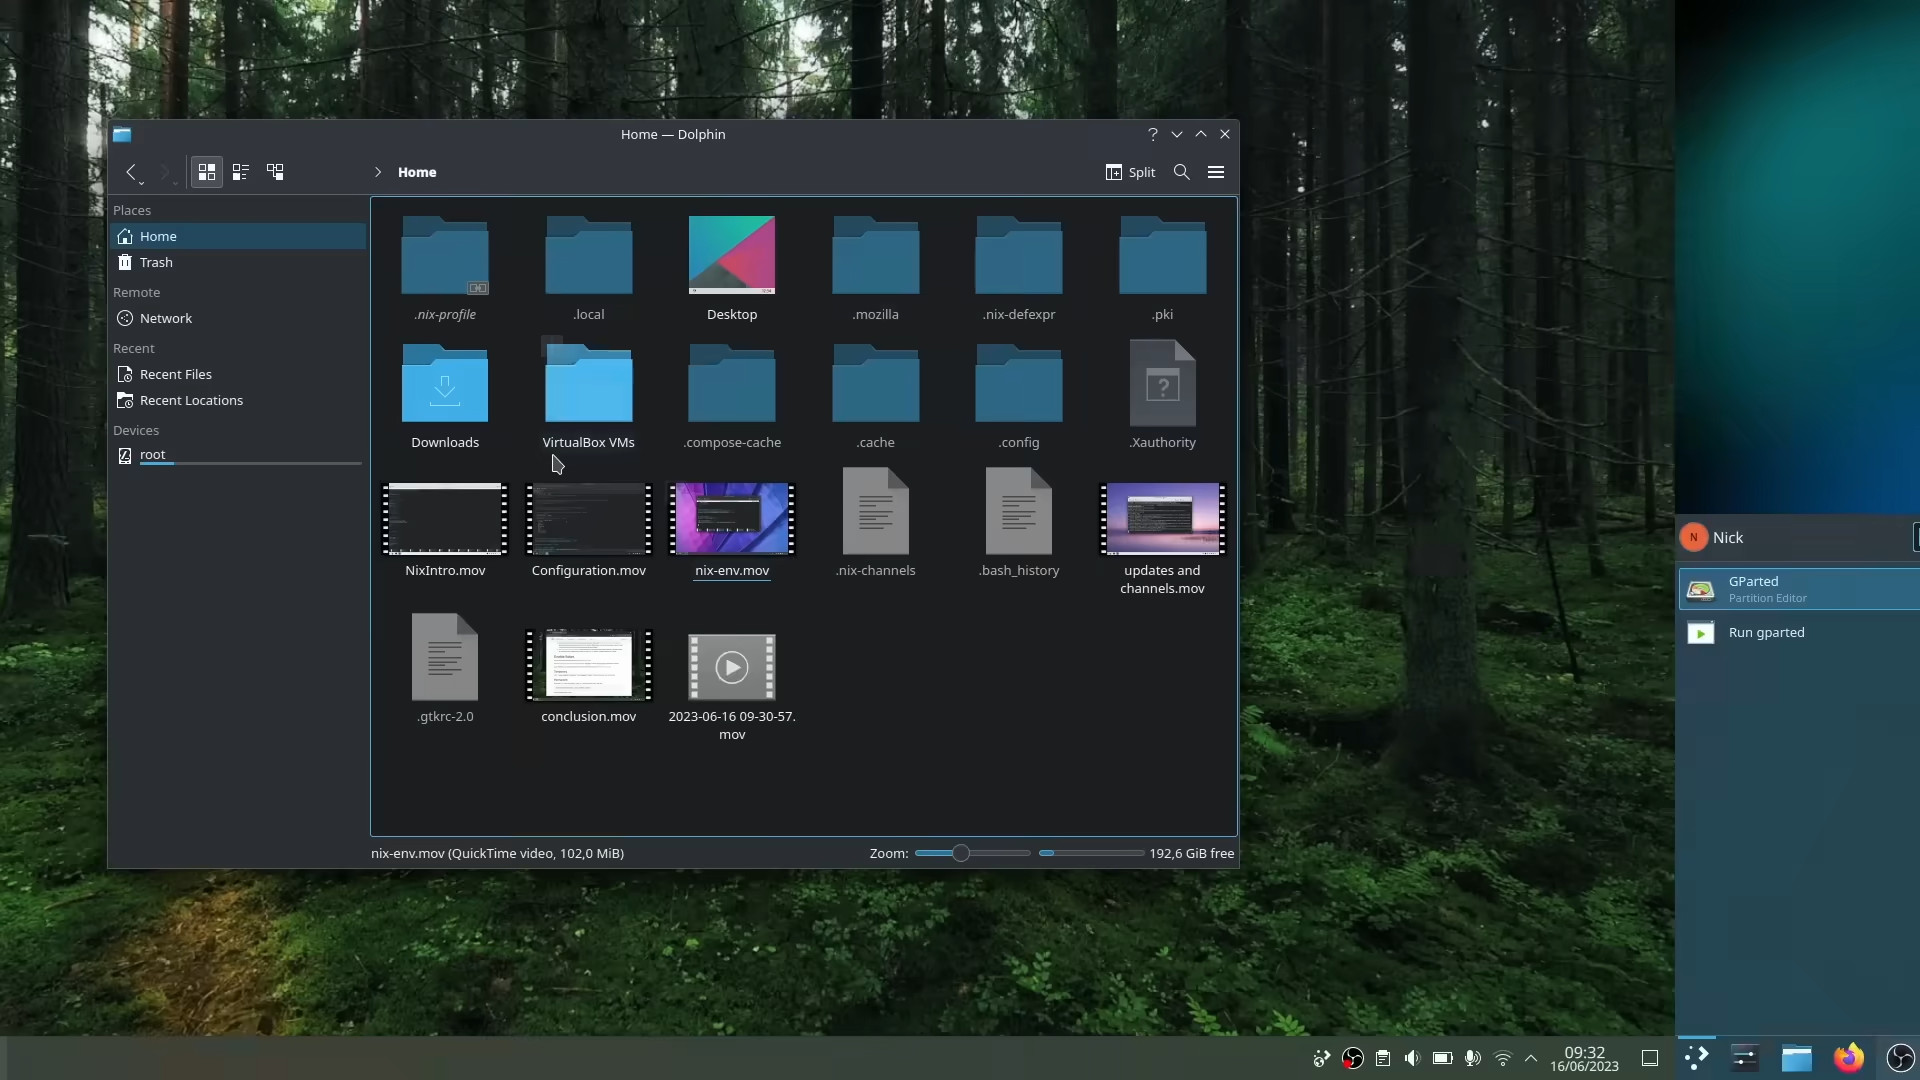 Home — Dolphin
Home
Split
Places
Home
Trash
Remote
Network
Recent
Recent Files
Recent Locations
Devices
root
.nix-profile
.local
Desktop
.mozilla
.nix-defexpr
.pki
Downloads
VirtualBox VMs
.compose-cache
.cache
.config
.Xauthority
NixIntro.mov
Configuration.mov
nix-env.mov
.nix-channels
.bash_history
updates and
channels.mov
.gtkrc-2.0
conclusion.mov
2023-06-16 09-30-57.
mov
nix-env.mov (QuickTime video, 102,0 MiB)
Zoom:
192,6 GiB free
N
Nick
GParted
Partition Editor
Run gparted
09:32
16/06/2023